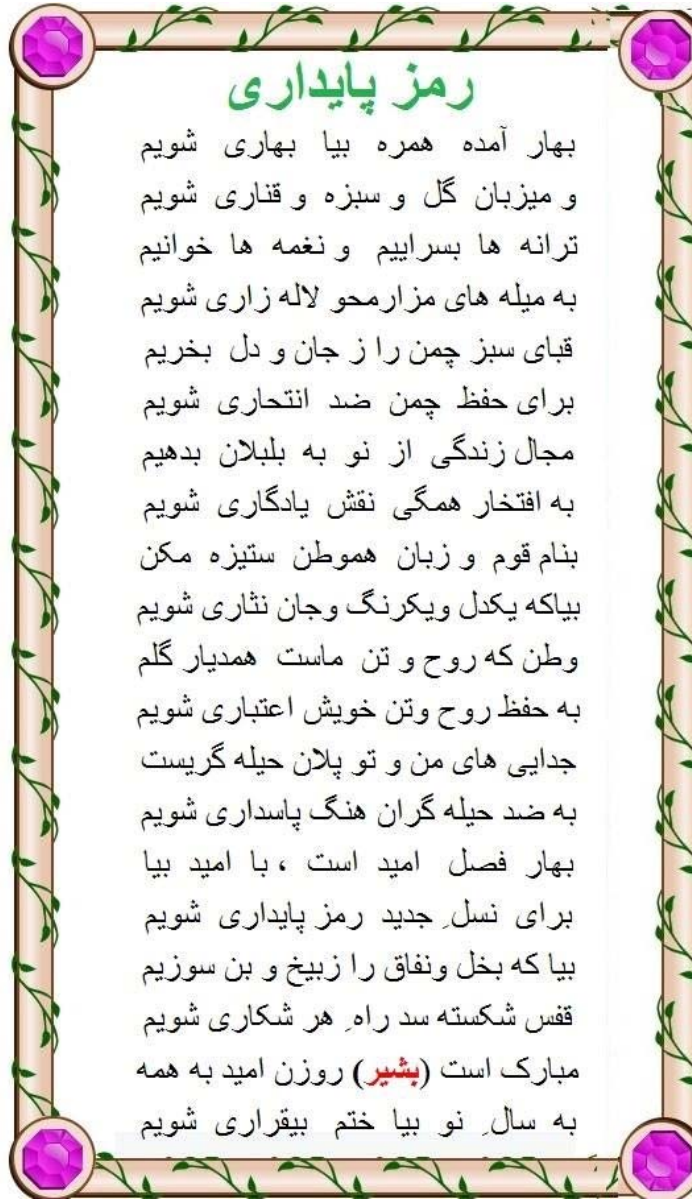 رمز پایداری
بهار آمده همره بیا بهاری شویم
و میزبان گل و سبزه و قناری شویم
ترانه ها بسراییم و نغمه ها خوانیم
به میله های مزارمحو لاله زاری شویم
قبای سبز چمن را ز جان و دل بخریم
برای حفظ چمن ضد انتحاری شویم
مجال زندگی از نو به بلبلان بدهیم
به افتخار همگی نقش یادگاری شویم
بنام قوم و زبان هموطن ستیزه مکن
بیاکه یکدل ویکرنگ وجان نثاری شویم
وطن که روح و تن ماست همدیار گلم
به حفظ روح وتن خویش اعتباری شویم
جدایی های من و تو پلان حیله گریست
به ضد حیله گران هنگ پاسداری شویم
بهار فصل امید است ، با امید بیا
برای نسلِ جدید رمز پایداری شویم
بیا که بخل ونفاق را زبیخ و بن سوزیم
قفس شکسته سد راهِ هر شکاری شویم
مبارک است (بشیر) روزن امید به همه
به سالِ نو بیا ختم بیقراری شویم